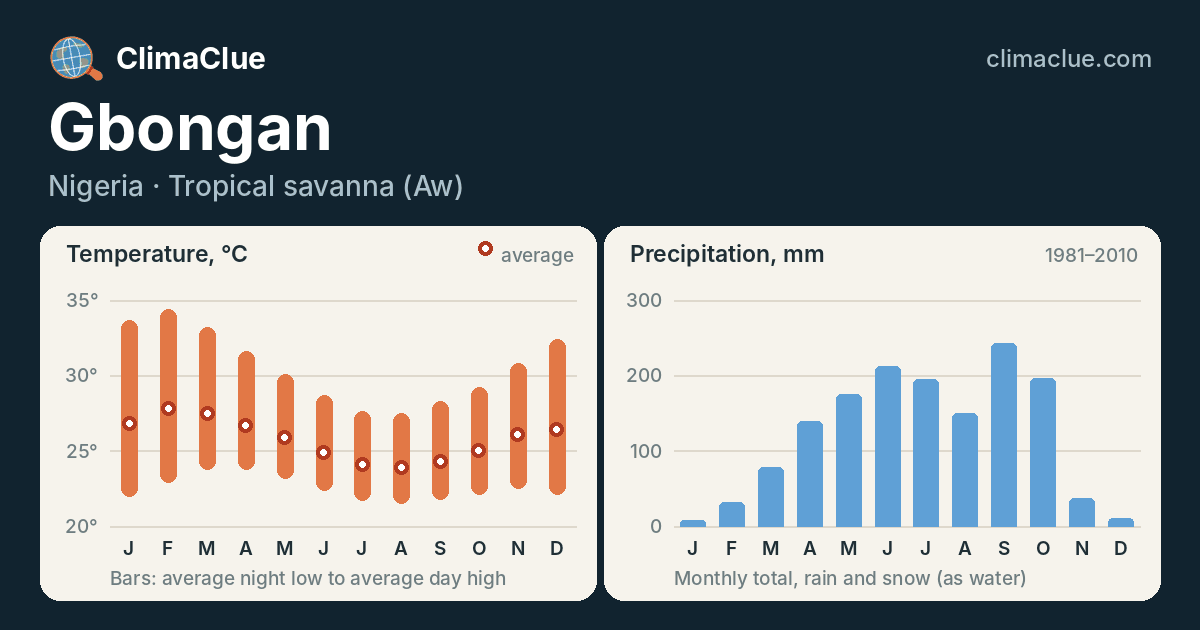 ClimaClue
climaclue.com
Gbongan
Nigeria · Tropical savanna (Aw)
Temperature, °C
average
35°
30°
25°
20°
J F M A M J J A S O N D
Bars: average night low to average day high
Precipitation, mm
1981–2010
300
200
100
0
J F M A M J J A S O N D
Monthly total, rain and snow (as water)